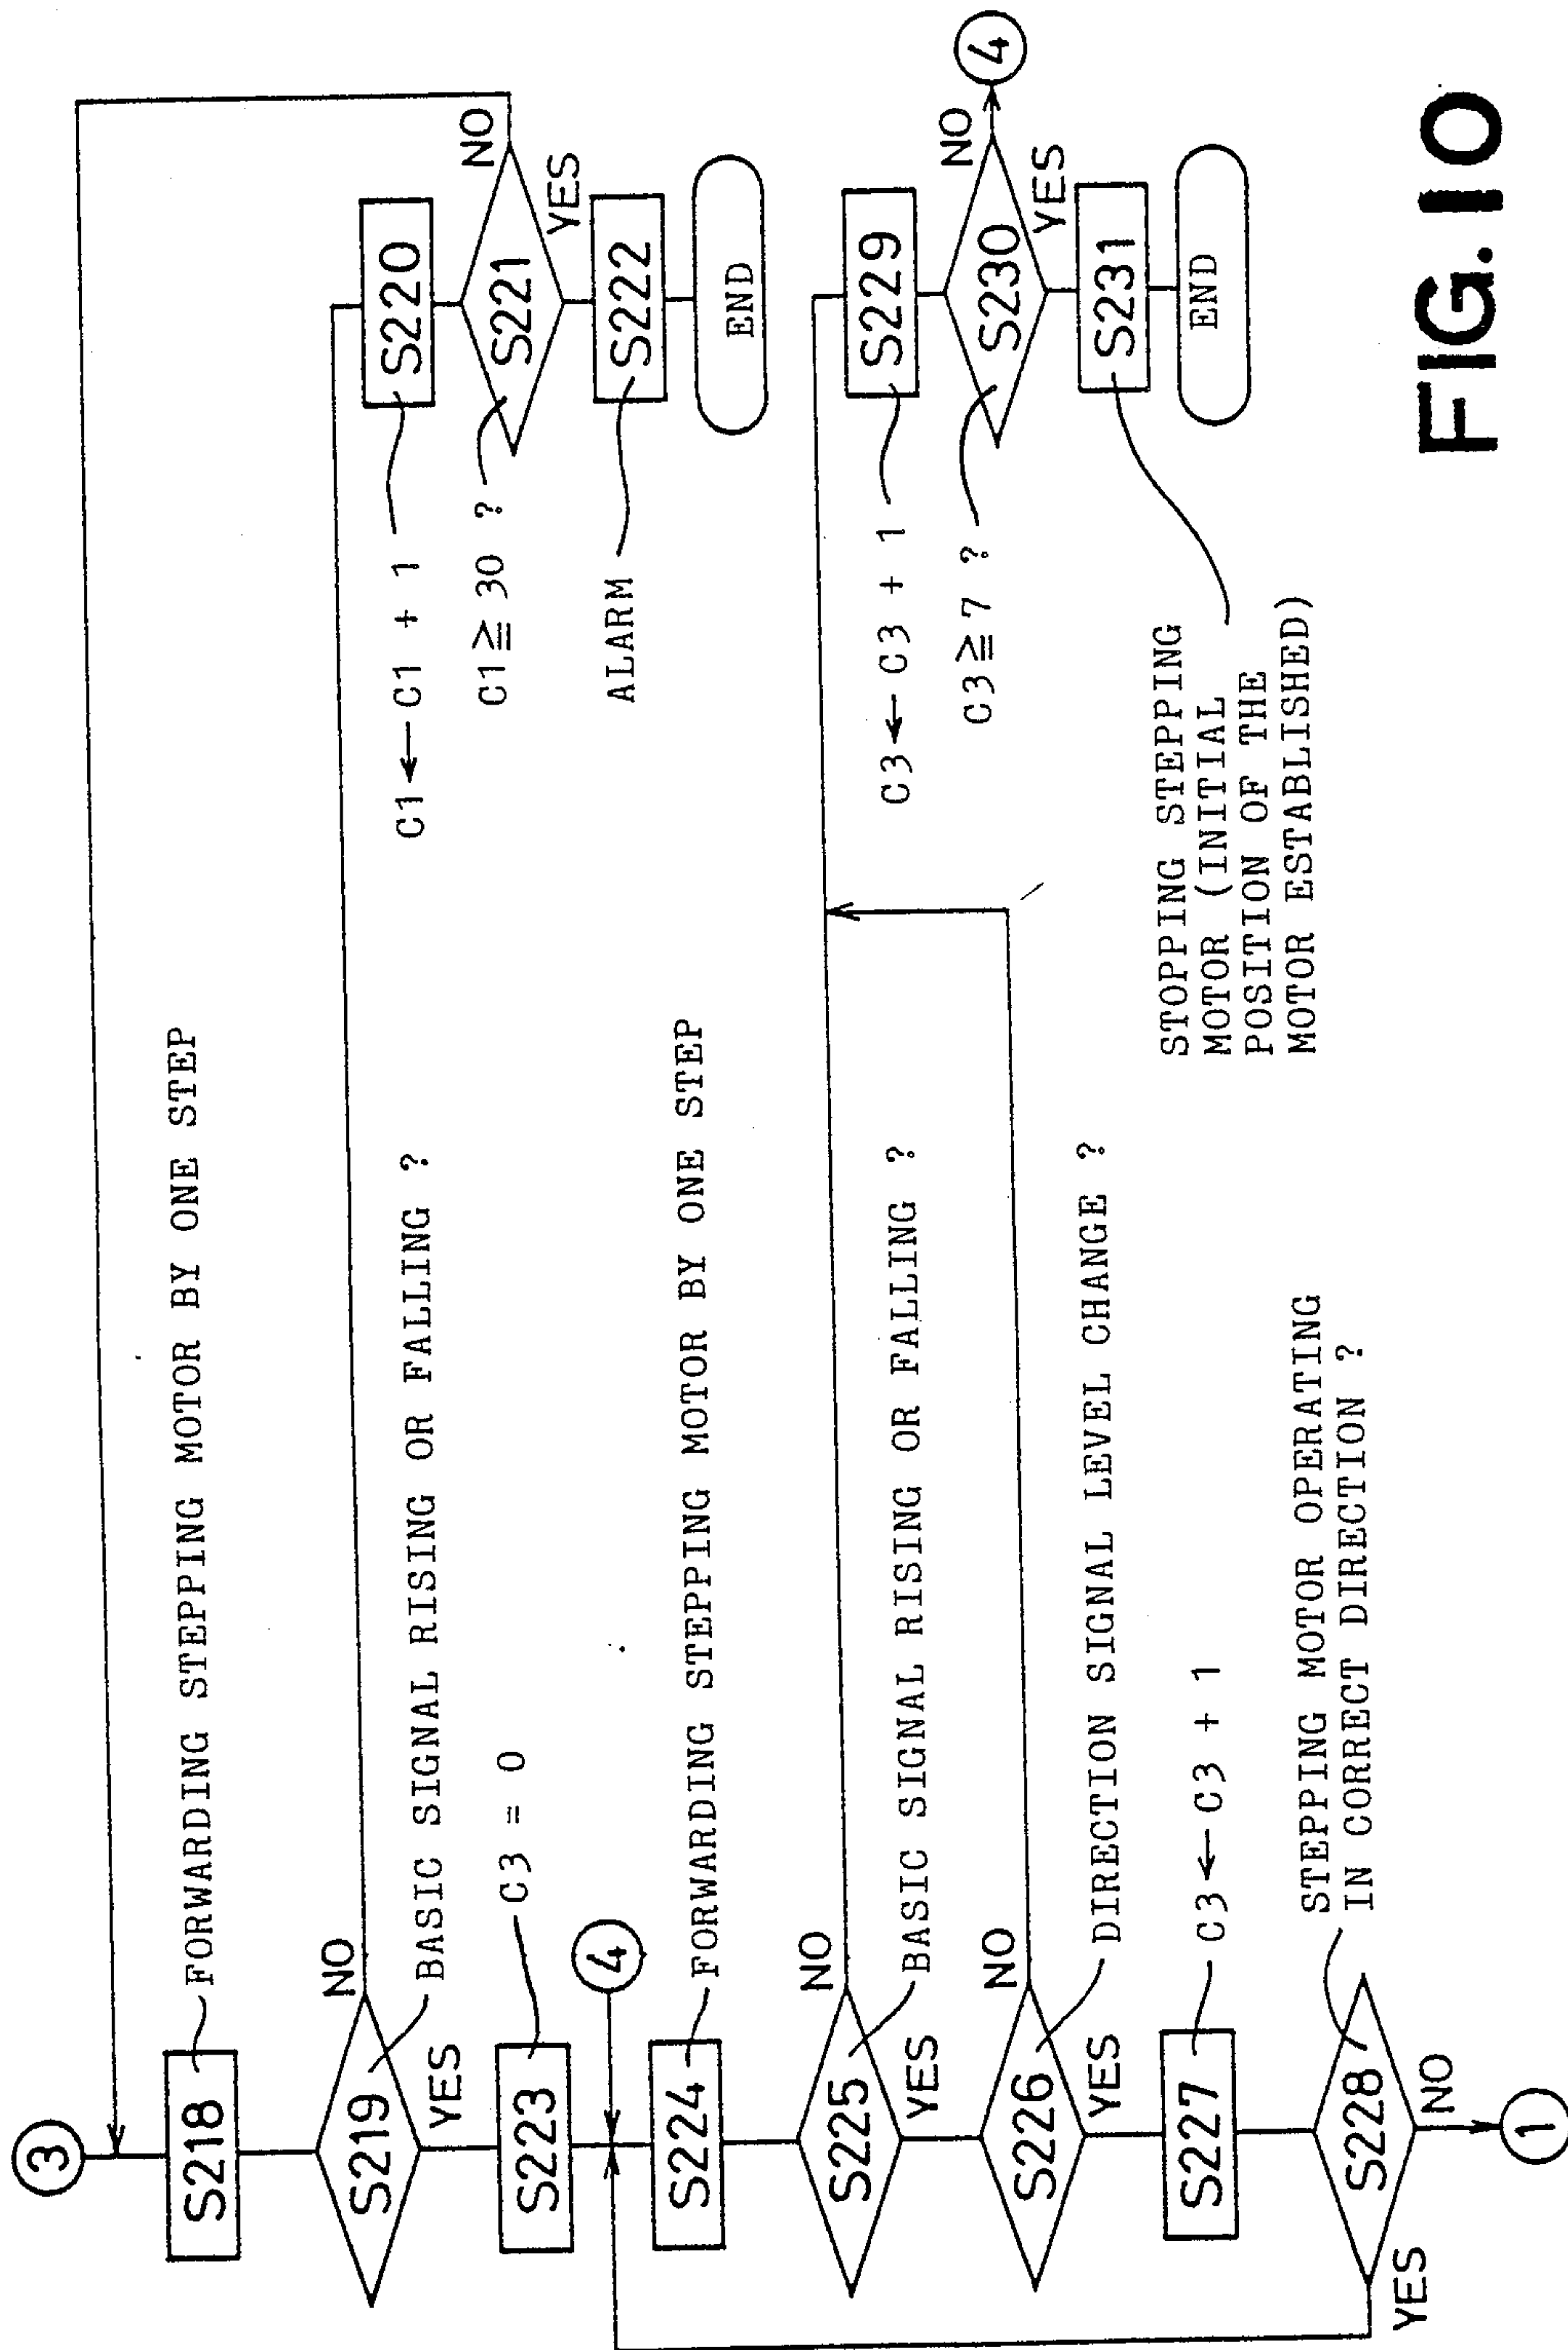 3
S218
FORWARDING STEPPING MOTOR BY ONE STEP
S219
NO
YES
BASIC SIGNAL RISING OR FALLING ?
S220
C1 ← C1 + 1
S221
NO
YES
C1 ≧ 30 ?
S222
ALARM
END
S223
C3 = 0
4
S224
FORWARDING STEPPING MOTOR BY ONE STEP
S225
NO
YES
BASIC SIGNAL RISING OR FALLING ?
S226
NO
YES
DIRECTION SIGNAL LEVEL CHANGE ?
S227
C3 ← C3 + 1
S228
YES
NO
STEPPING MOTOR OPERATING
IN CORRECT DIRECTION ?
1
S229
C3 ← C3 + 1
S230
NO
4
YES
C3 ≧ 7 ?
S231
STOPPING STEPPING
MOTOR (INITIAL
POSITION OF THE
MOTOR ESTABLISHED)
END
FIG. 10